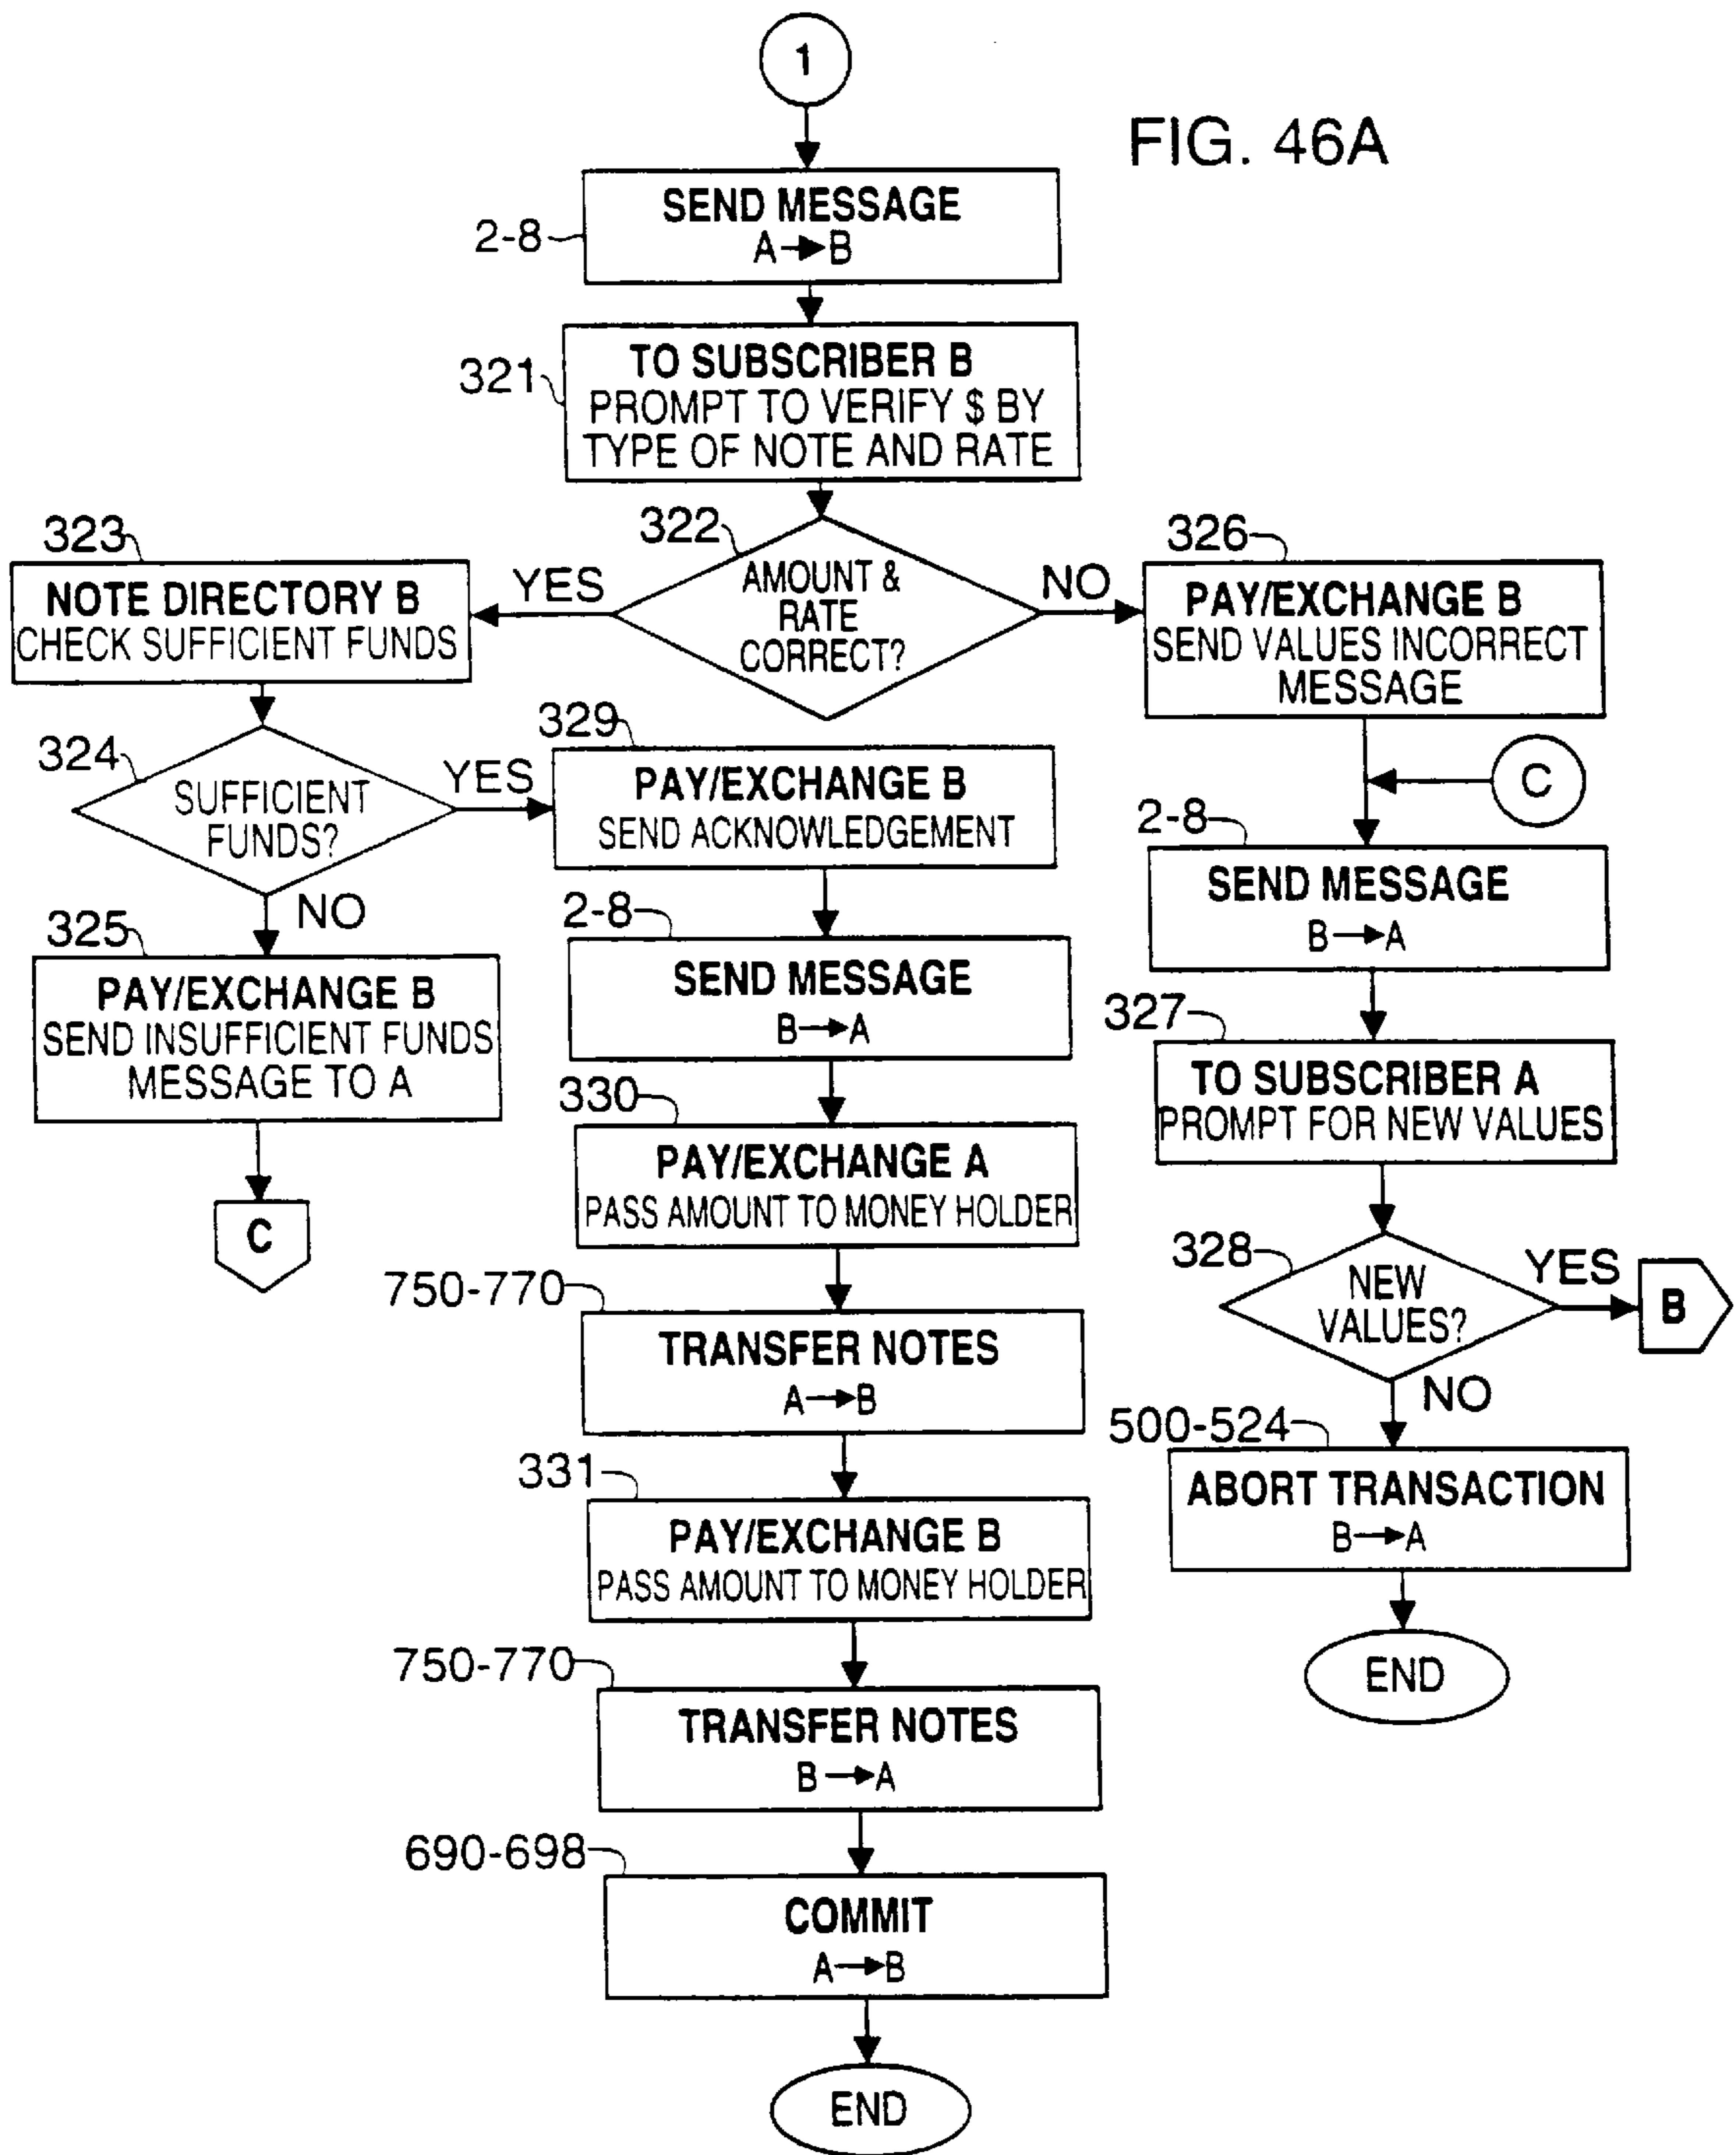 1
FIG. 46A
2-8
SEND MESSAGE
A→B
321
TO SUBSCRIBER B
PROMPT TO VERIFY $ BY
TYPE OF NOTE AND RATE
322
AMOUNT &
RATE
CORRECT?
YES
NO
323
NOTE DIRECTORY B
CHECK SUFFICIENT FUNDS
324
SUFFICIENT
FUNDS?
YES
NO
325
PAY/EXCHANGE B
SEND INSUFFICIENT FUNDS
MESSAGE TO A
C
329
PAY/EXCHANGE B
SEND ACKNOWLEDGEMENT
2-8
SEND MESSAGE
B→A
330
PAY/EXCHANGE A
PASS AMOUNT TO MONEY HOLDER
750-770
TRANSFER NOTES
A→B
331
PAY/EXCHANGE B
PASS AMOUNT TO MONEY HOLDER
750-770
TRANSFER NOTES
B→A
690-698
COMMIT
A→B
END
326
PAY/EXCHANGE B
SEND VALUES INCORRECT
MESSAGE
C
2-8
SEND MESSAGE
B→A
327
TO SUBSCRIBER A
PROMPT FOR NEW VALUES
328
NEW
VALUES?
YES
B
NO
500-524
ABORT TRANSACTION
B→A
END